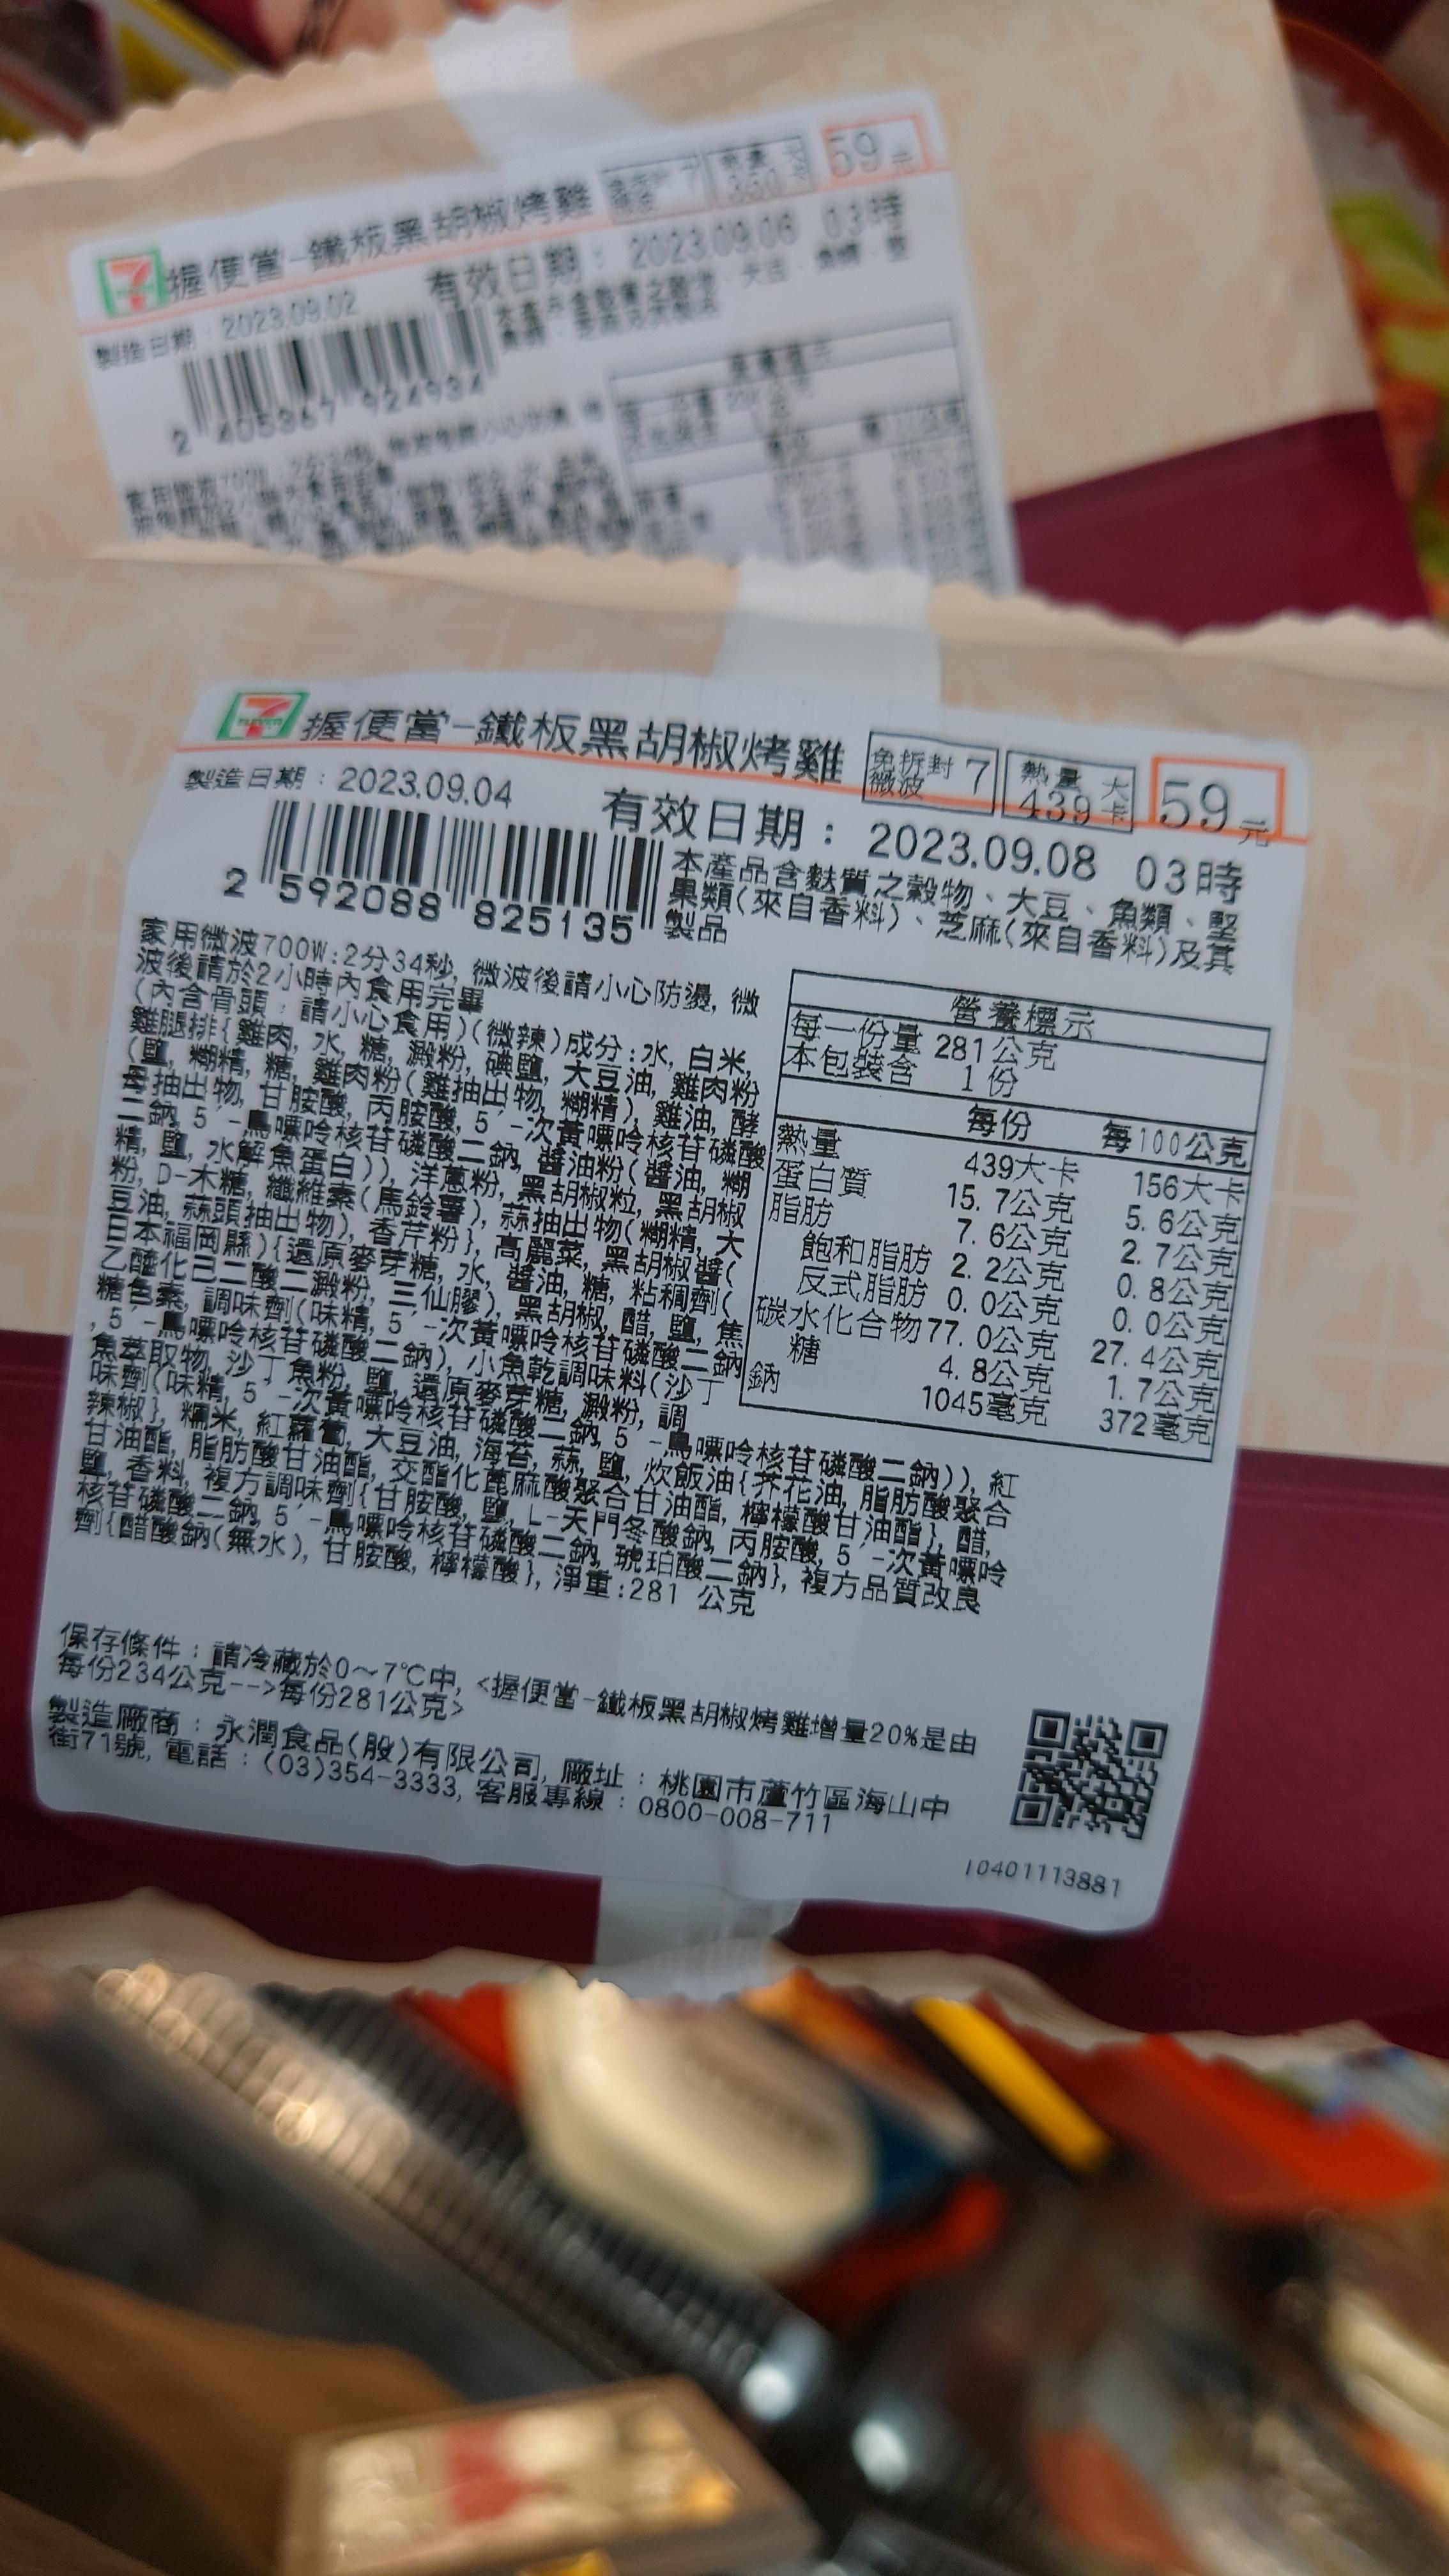 握便當-鐵板黑胡椒烤雞
59元
製造日期：2023.09.02
有效日期：2023.09.06 03時
7
ELEVEN
握便當-鐵板黑胡椒烤雞
免拆封
微波 7
熱量 大
439 卡
59元
製造日期：2023.09.04
有效日期：2023.09.08 03時
2 592088 825135
本產品含麩質之穀物、大豆、魚類、堅
果類(來自香料)、芝麻(來自香料)及其
製品
家用微波700W:2分34秒, 微波後請小心防燙, 微
波後請於2小時內食用完畢
(內含骨頭，請小心食用)(微辣)成分:水, 白米,
雞腿排{雞肉, 水, 糖, 澱粉, 碘鹽, 大豆油, 雞肉粉
(鹽, 糊精, 糖, 雞肉粉(雞抽出物, 糊精), 雞油, 酵
母抽出物, 甘胺酸, 丙胺酸, 5'-次黃嘌呤核苷磷酸
二鈉, 5'-鳥嘌呤核苷磷酸二鈉, 醬油粉(醬油, 糊
精, 鹽, 水解魚蛋白)), 洋蔥粉, 黑胡椒粒, 黑胡椒
粉, D-木糖, 纖維素(馬鈴薯), 蒜抽出物(糊精, 大
豆油, 蒜頭抽出物), 香芹粉}, 高麗菜, 黑胡椒醬(
日本福岡縣){還原麥芽糖, 水, 醬油, 糖, 粘稠劑(
乙醯化己二酸二澱粉, 三仙膠), 黑胡椒, 醋, 鹽, 焦
糖色素, 調味劑(味精, 5'-次黃嘌呤核苷磷酸二鈉
, 5'-鳥嘌呤核苷磷酸二鈉), 小魚乾調味料(沙丁
魚萃取物, 沙丁魚粉, 鹽, 還原麥芽糖, 澱粉, 調
味劑(味精, 5'-次黃嘌呤核苷磷酸二鈉, 5'-鳥嘌呤核苷磷酸二鈉)), 紅
辣椒}, 糯米, 紅蘿蔔, 大豆油, 海苔, 蒜, 鹽, 炊飯油{芥花油, 脂肪酸聚合
甘油酯, 脂肪酸甘油酯, 交酯化蓖麻酸聚合甘油酯, 檸檬酸甘油酯}, 醋,
鹽, 香料, 複方調味劑{甘胺酸, 鹽, L-天門冬酸鈉, 丙胺酸, 5'-次黃嘌呤
核苷磷酸二鈉, 5'-鳥嘌呤核苷磷酸二鈉, 琥珀酸二鈉}, 複方品質改良
劑{醋酸鈉(無水), 甘胺酸, 檸檬酸}, 淨重:281 公克
營養標示
每一份量 281公克
本包裝含 1 份
每份 每100公克
熱量 439大卡 156大卡
蛋白質 15.7公克 5.6公克
脂肪 7.6公克 2.7公克
飽和脂肪 2.2公克 0.8公克
反式脂肪 0.0公克 0.0公克
碳水化合物 77.0公克 27.4公克
糖 4.8公克 1.7公克
鈉 1045毫克 372毫克
保存條件：請冷藏於0～7℃中, <握便當-鐵板黑胡椒烤雞增量20%是由
每份234公克-->每份281公克>
製造廠商：永潤食品(股)有限公司, 廠址：桃園市蘆竹區海山中
街71號, 電話：(03)354-3333, 客服專線：0800-008-711
10401113881